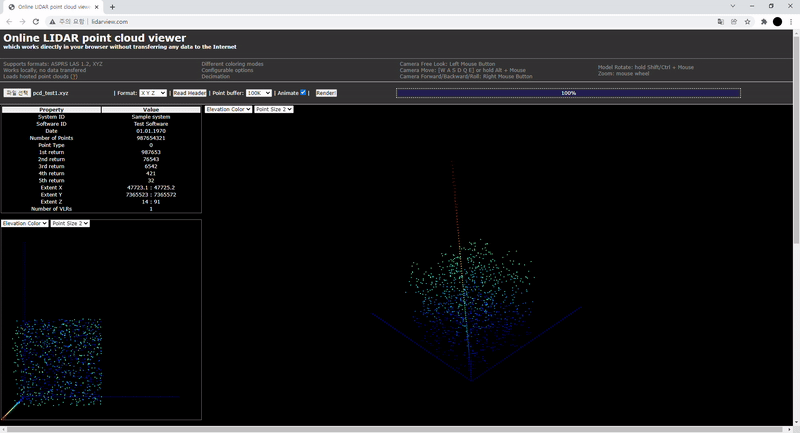 Online LIDAR point cloud viewer
주의 요함 | lidarview.com
Online LIDAR point cloud viewer
which works directly in your browser without transferring any data to the Internet
Supports formats: ASPRS LAS 1.2, XYZ
Works locally, no data transfered
Loads hosted point clouds (?)
Different coloring modes
Configurable options
Decimation
Camera Free Look: Left Mouse Button
Camera Move: [W A S D Q E] or hold Alt + Mouse
Camera Forward/Backward/Roll: Right Mouse Button
Model Rotate: hold Shift/Ctrl + Mouse
Zoom: mouse wheel
파일 선택 pcd_test1.xyz | Format: X Y Z | Read Header | Point buffer: 100K | Animate | Render! 100%
Property Value
System ID Sample system
Software ID Test Software
Date 01.01.1970
Number of Points 987654321
Point Type 0
1st return 987653
2nd return 76543
3rd return 6542
4th return 421
5th return 32
Extent X 47723.1 : 47725.2
Extent Y 7365523 : 7365572
Extent Z 14 : 91
Number of VLRs 1
Elevation Color Point Size 2
Elevation Color Point Size 2